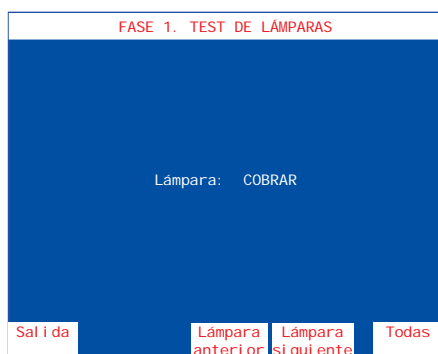 FASE 1. TEST DE LÁMPARAS
Lámpara: COBRAR
Salida Lámpara Lámpara Todas
anterior siguiente